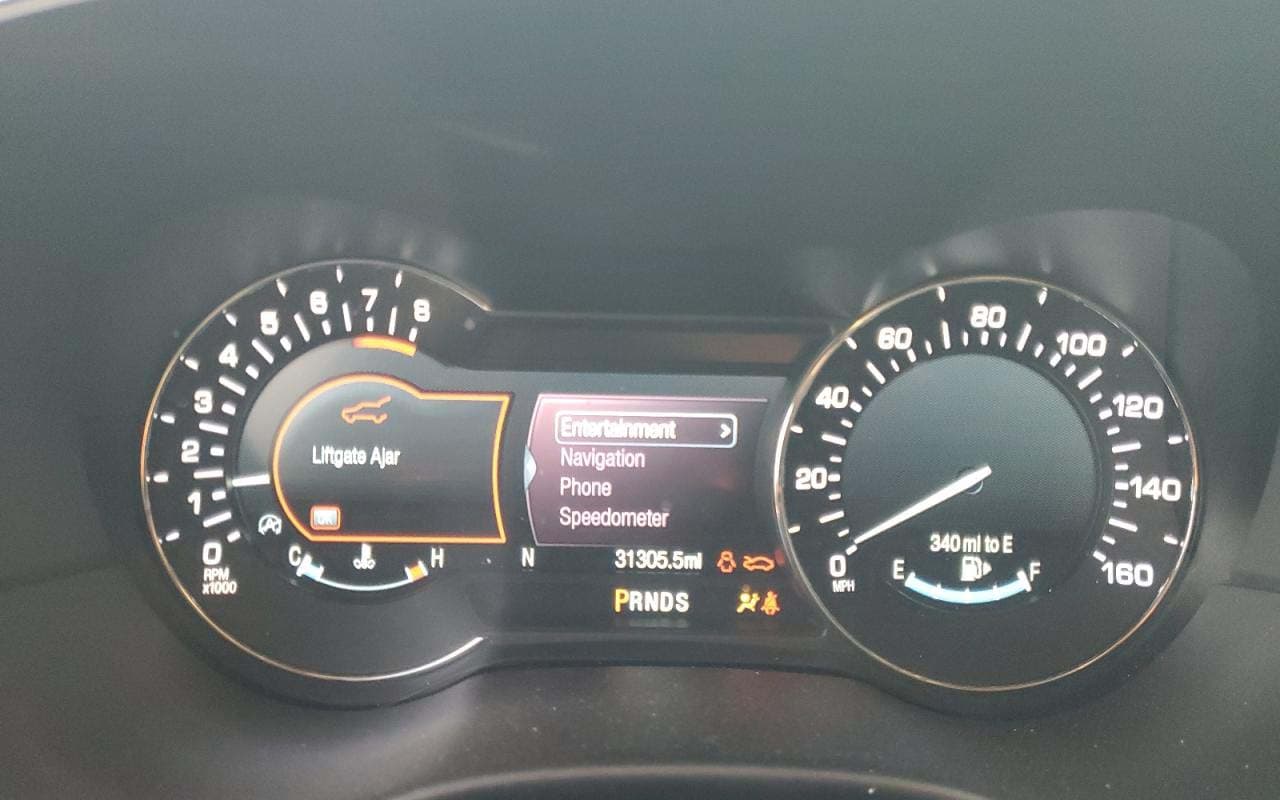 0
1
2
3
4
5
6
7
8
RPM
x1000
Liftgate Ajar
OK
C
H
Entertainment >
Navigation
Phone
Speedometer
N
31305.5mi
PRNDS
0
20
40
60
80
100
120
140
160
MPH
340 mi to E
E
F